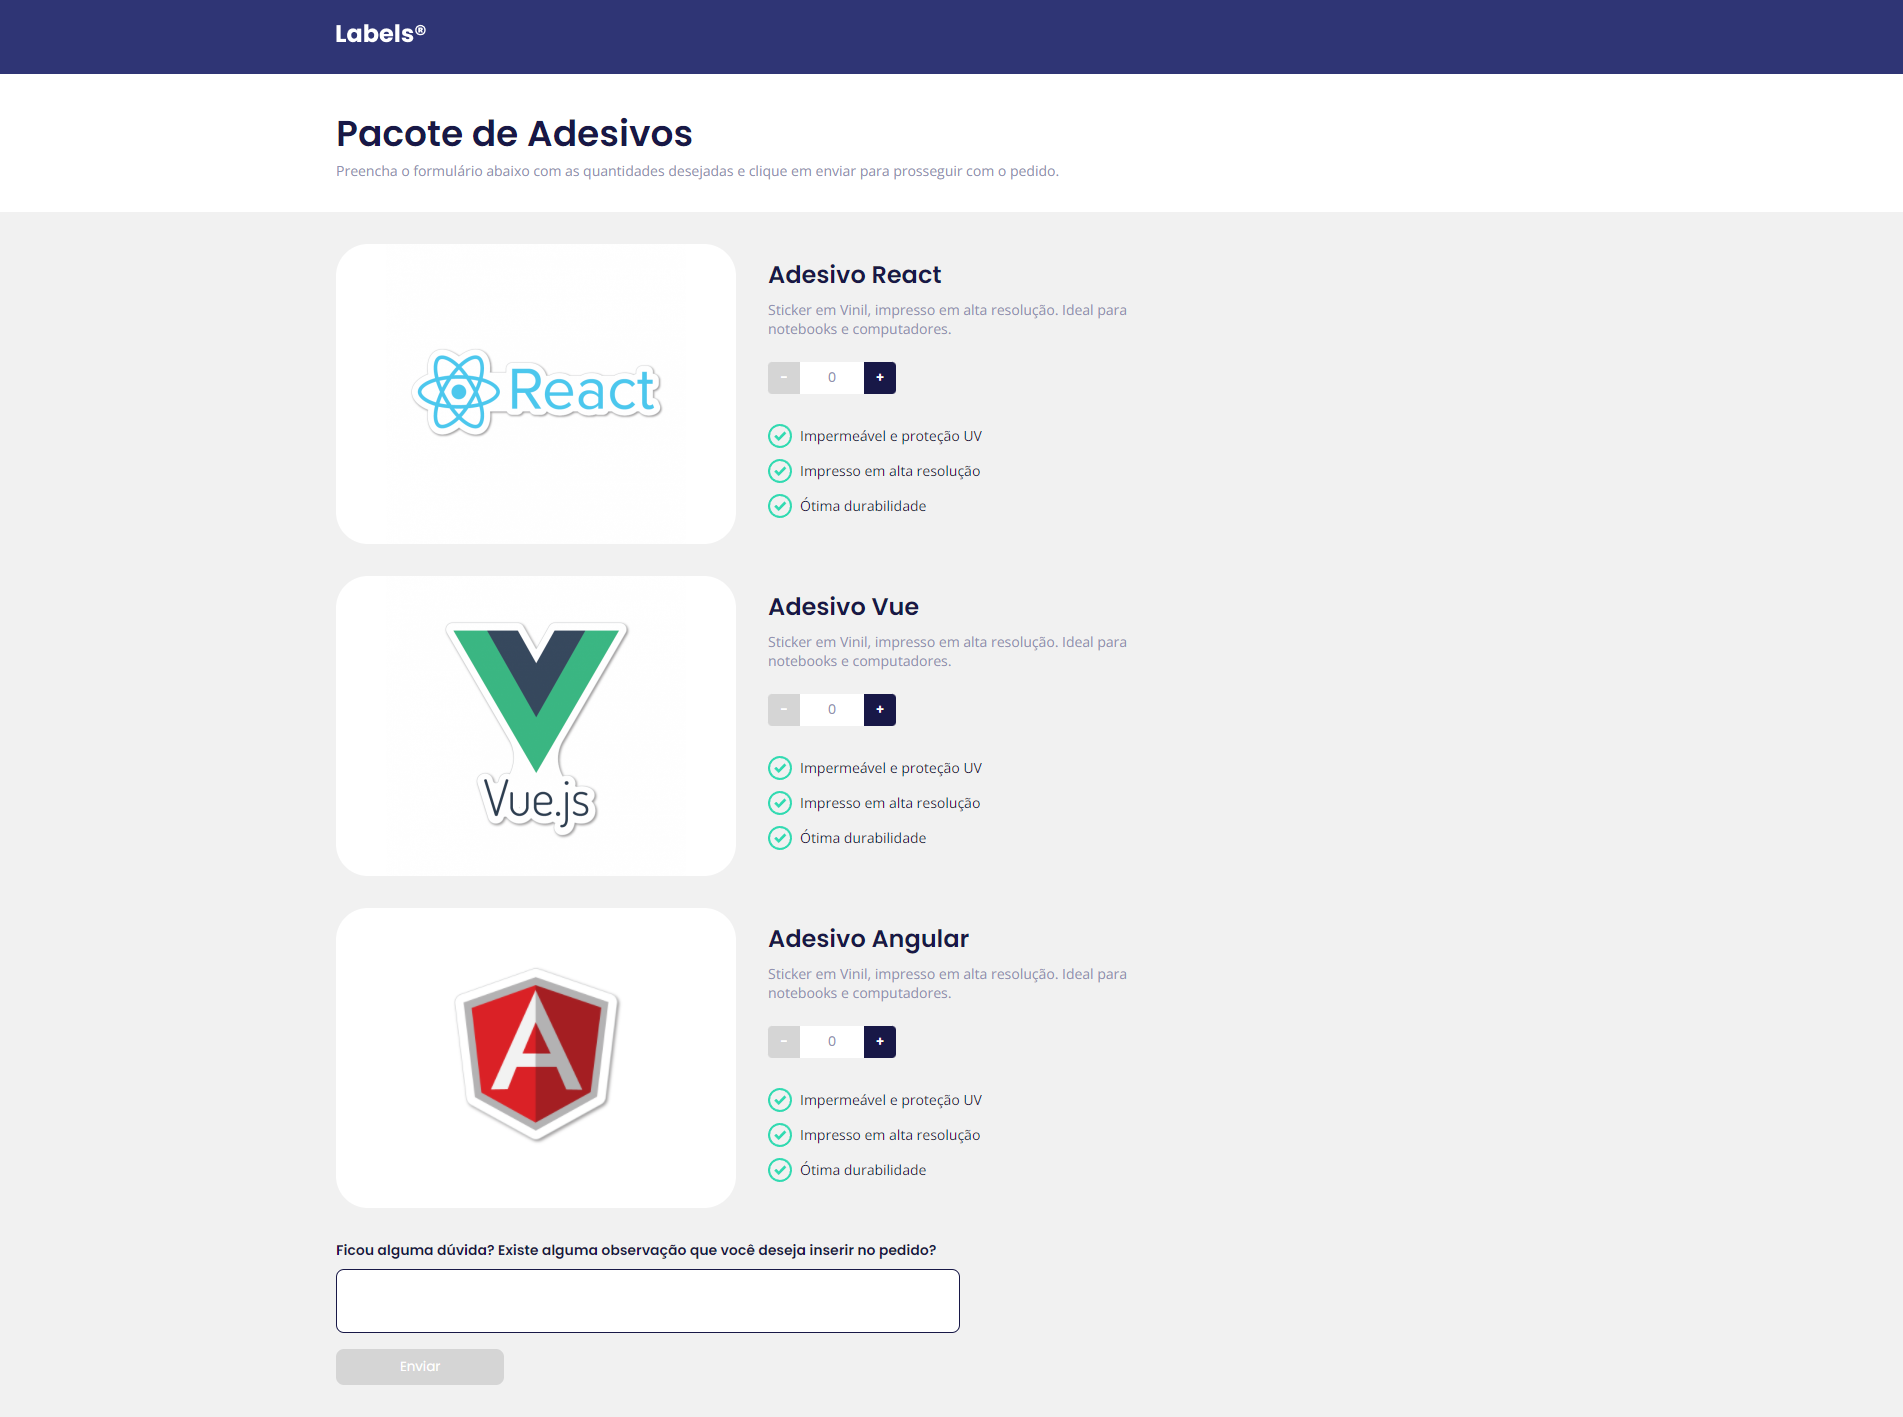 Labels®
Pacote de Adesivos
Preencha o formulário abaixo com as quantidades desejadas e clique em enviar para prosseguir com o pedido.
React
Adesivo React
Sticker em Vinil, impresso em alta resolução. Ideal para
notebooks e computadores.
- 0 +
Impermeável e proteção UV
Impresso em alta resolução
Ótima durabilidade
Vue.js
Adesivo Vue
Sticker em Vinil, impresso em alta resolução. Ideal para
notebooks e computadores.
- 0 +
Impermeável e proteção UV
Impresso em alta resolução
Ótima durabilidade
A
Adesivo Angular
Sticker em Vinil, impresso em alta resolução. Ideal para
notebooks e computadores.
- 0 +
Impermeável e proteção UV
Impresso em alta resolução
Ótima durabilidade
Ficou alguma dúvida? Existe alguma observação que você deseja inserir no pedido?
Enviar